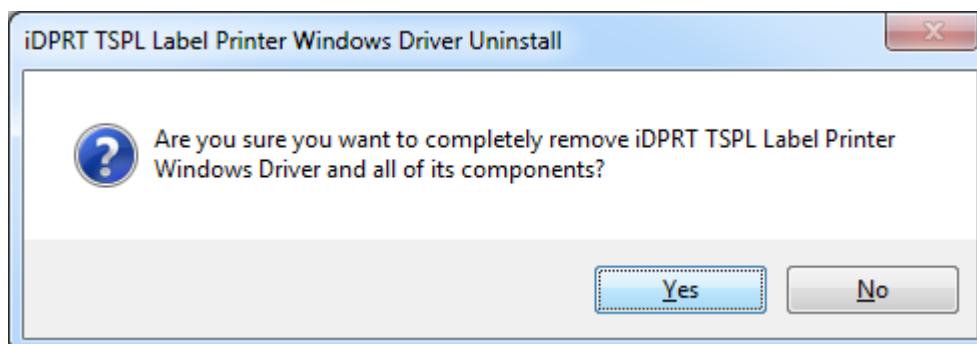 iDPRT TSPL Label Printer Windows Driver Uninstall
Are you sure you want to completely remove iDPRT TSPL Label Printer
Windows Driver and all of its components?
Yes
No